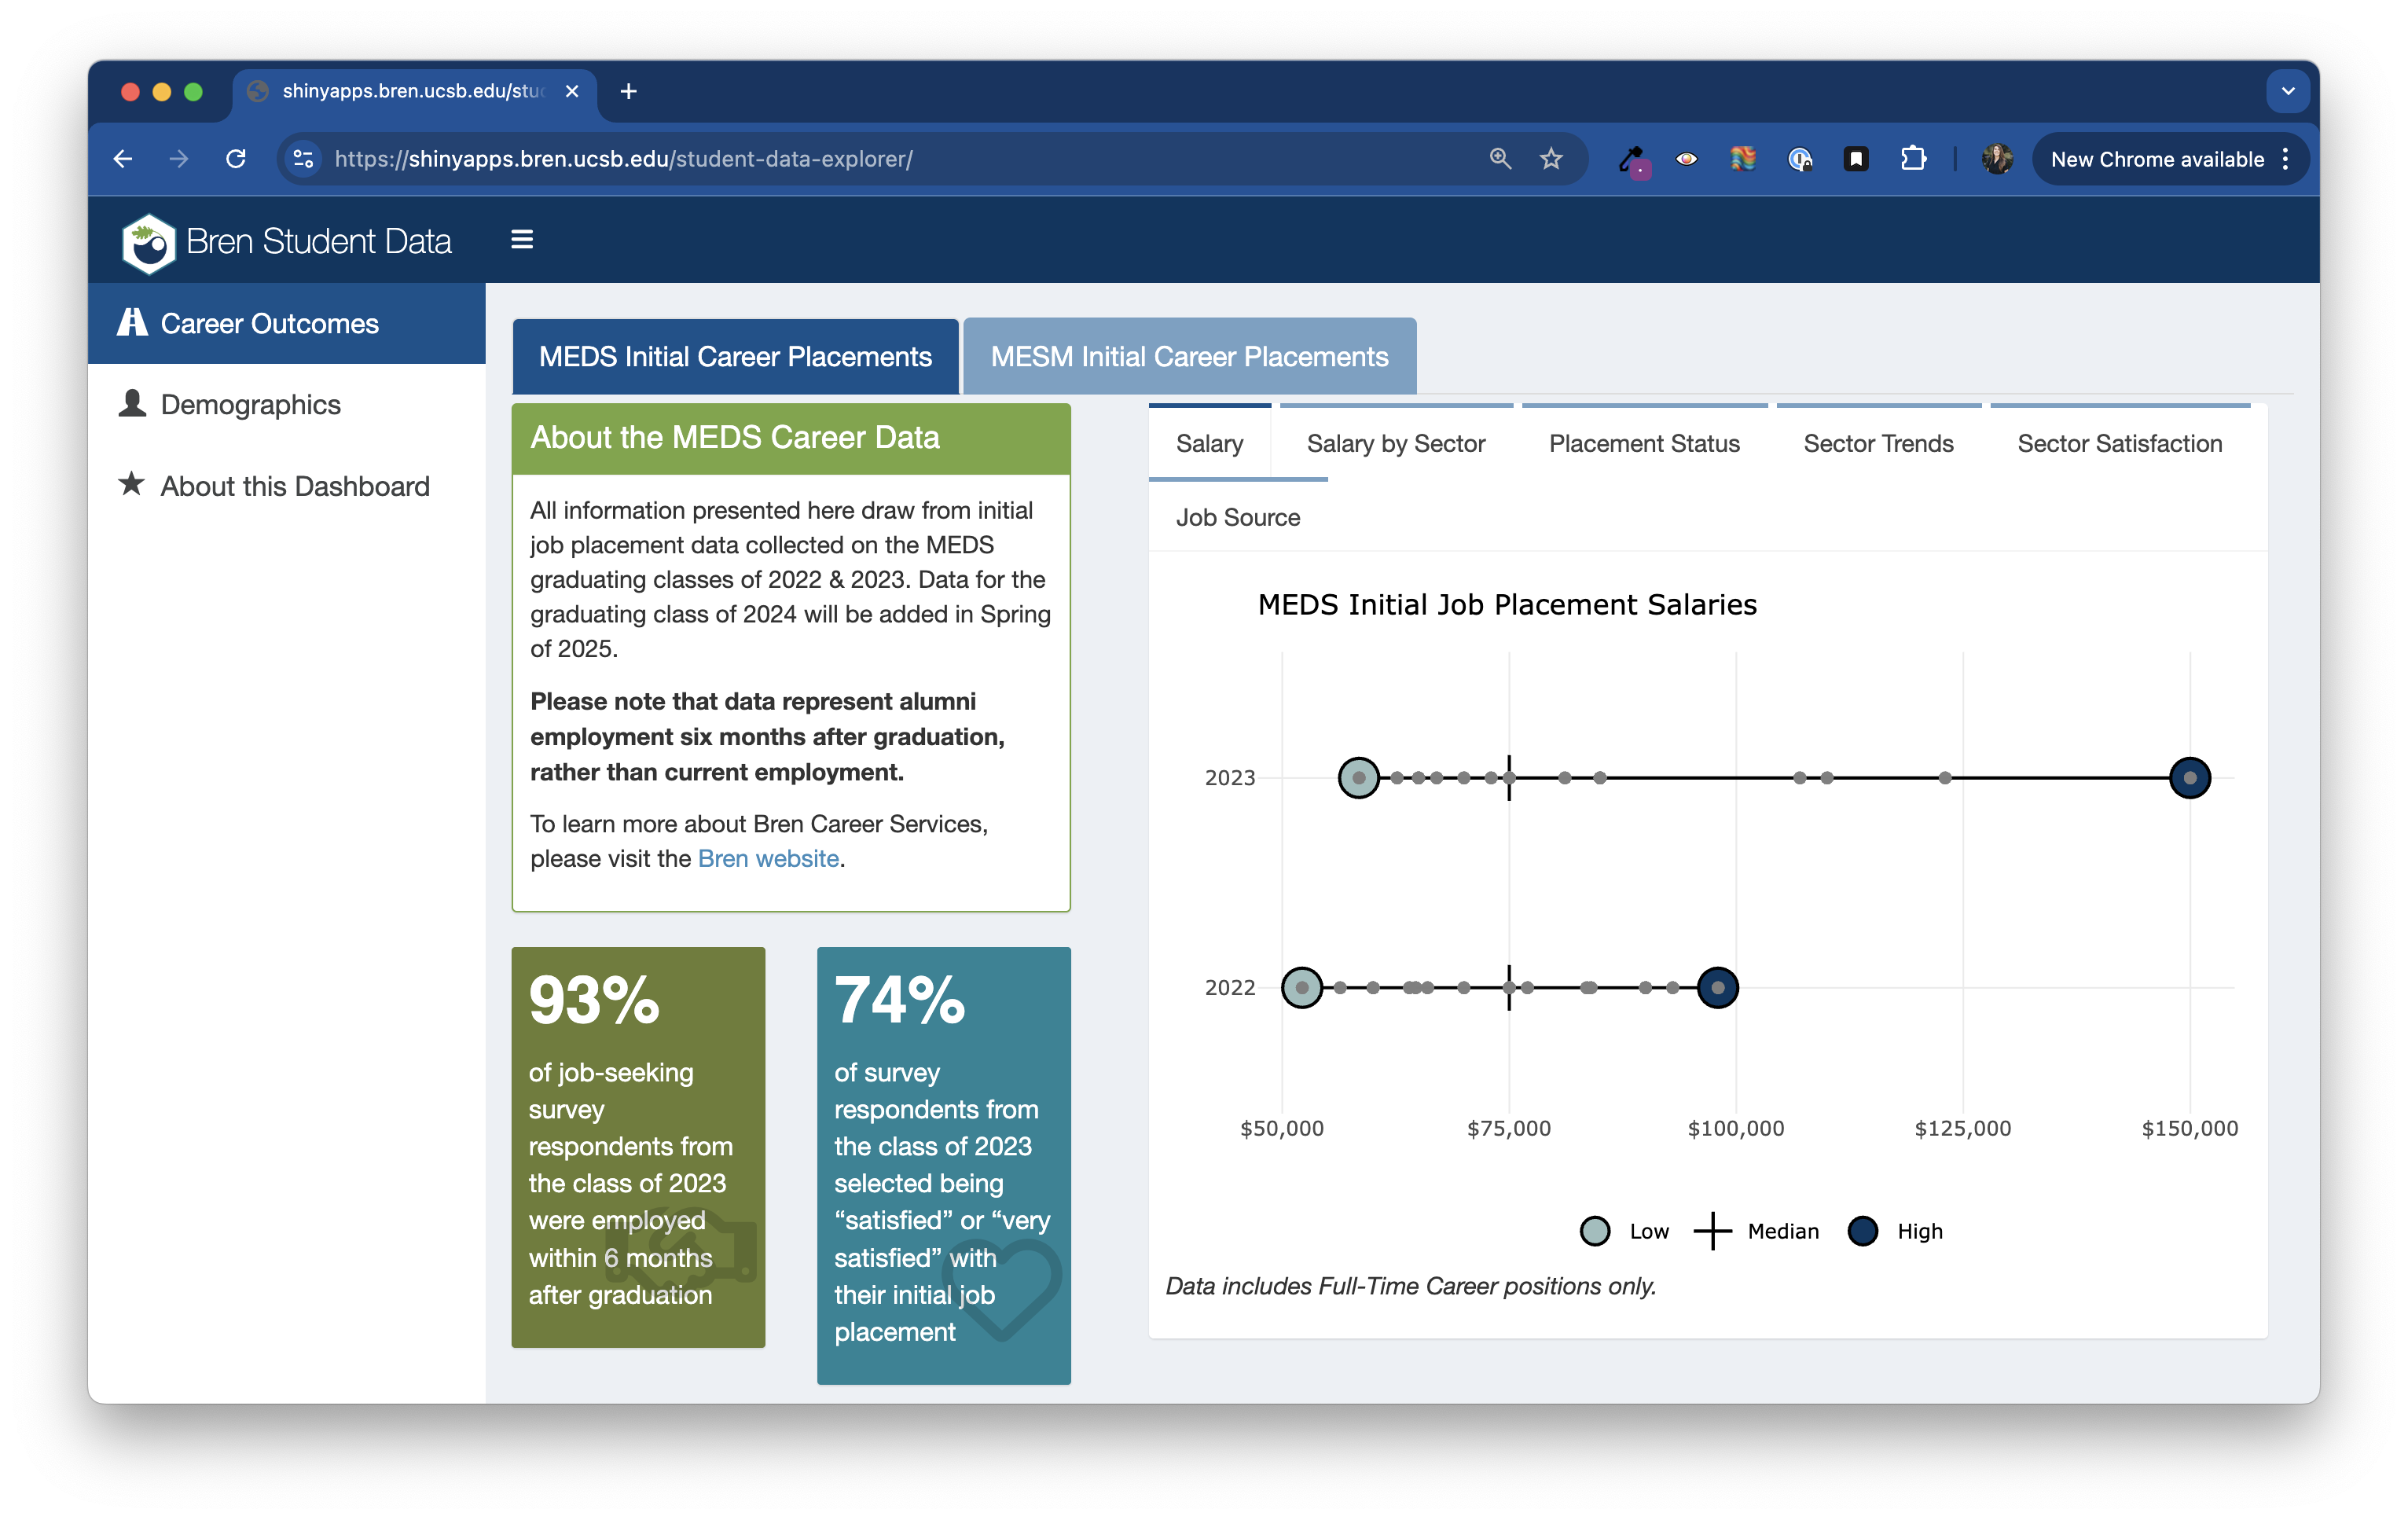 shinyapps.bren.ucsb.edu/stu
https://shinyapps.bren.ucsb.edu/student-data-explorer/
New Chrome available
Bren Student Data
Career Outcomes
Demographics
About this Dashboard
MEDS Initial Career Placements
MESM Initial Career Placements
About the MEDS Career Data
All information presented here draw from initial
job placement data collected on the MEDS
graduating classes of 2022 & 2023. Data for the
graduating class of 2024 will be added in Spring
of 2025.
Please note that data represent alumni
employment six months after graduation,
rather than current employment.
To learn more about Bren Career Services,
please visit the Bren website.
93%
of job-seeking
survey
respondents from
the class of 2023
were employed
within 6 months
after graduation
74%
of survey
respondents from
the class of 2023
selected being
“satisfied” or “very
satisfied” with
their initial job
placement
Salary
Salary by Sector
Placement Status
Sector Trends
Sector Satisfaction
Job Source
MEDS Initial Job Placement Salaries
2023
2022
$50,000
$75,000
$100,000
$125,000
$150,000
Low
Median
High
Data includes Full-Time Career positions only.